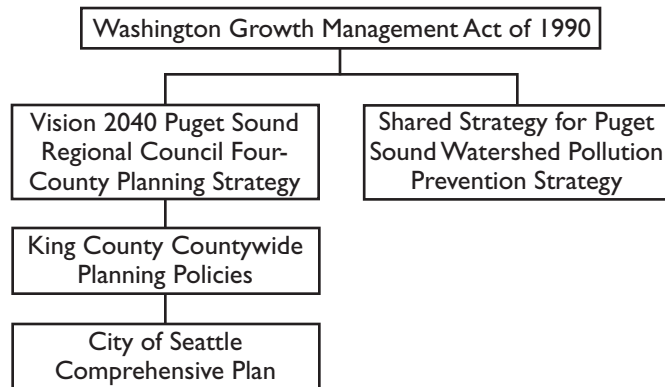 Washington Growth Management Act of 1990
Vision 2040 Puget Sound
Regional Council Four-
County Planning Strategy
Shared Strategy for Puget
Sound Watershed Pollution
Prevention Strategy
King County Countywide
Planning Policies
City of Seattle
Comprehensive Plan